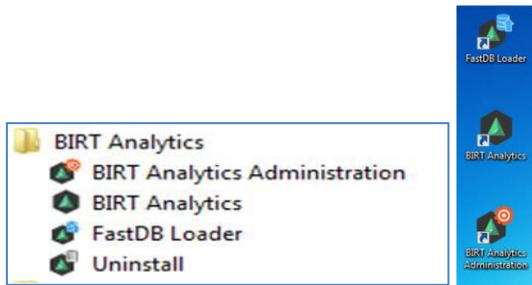 BIRT Analytics
BIRT Analytics Administration
BIRT Analytics
FastDB Loader
Uninstall
FastDB Loader
BIRT Analytics
BIRT Analytics
Administration